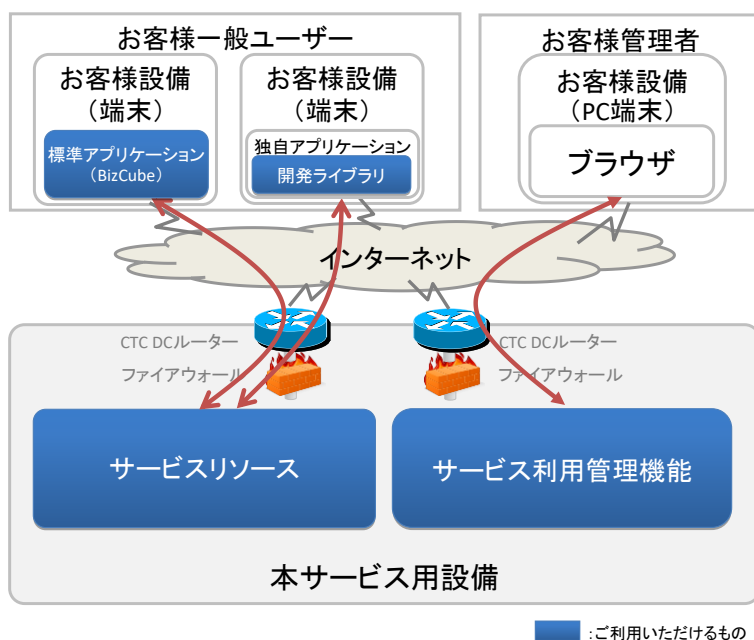 お客様一般ユーザー
お客様設備
（端末）
標準アプリケーション
（BizCube）
お客様設備
（端末）
独自アプリケーション
開発ライブラリ
お客様管理者
お客様設備
（PC端末）
ブラウザ
インターネット
CTC DCルーター
ファイアウォール
CTC DCルーター
ファイアウォール
サービスリソース
サービス利用管理機能
本サービス用設備
:ご利用いただけるもの